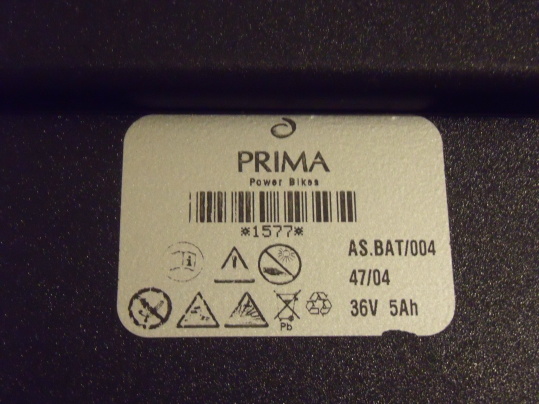 PRIMA
Power Bikes
*1577*
AS.BAT/004
47/04
36V 5Ah
Pb